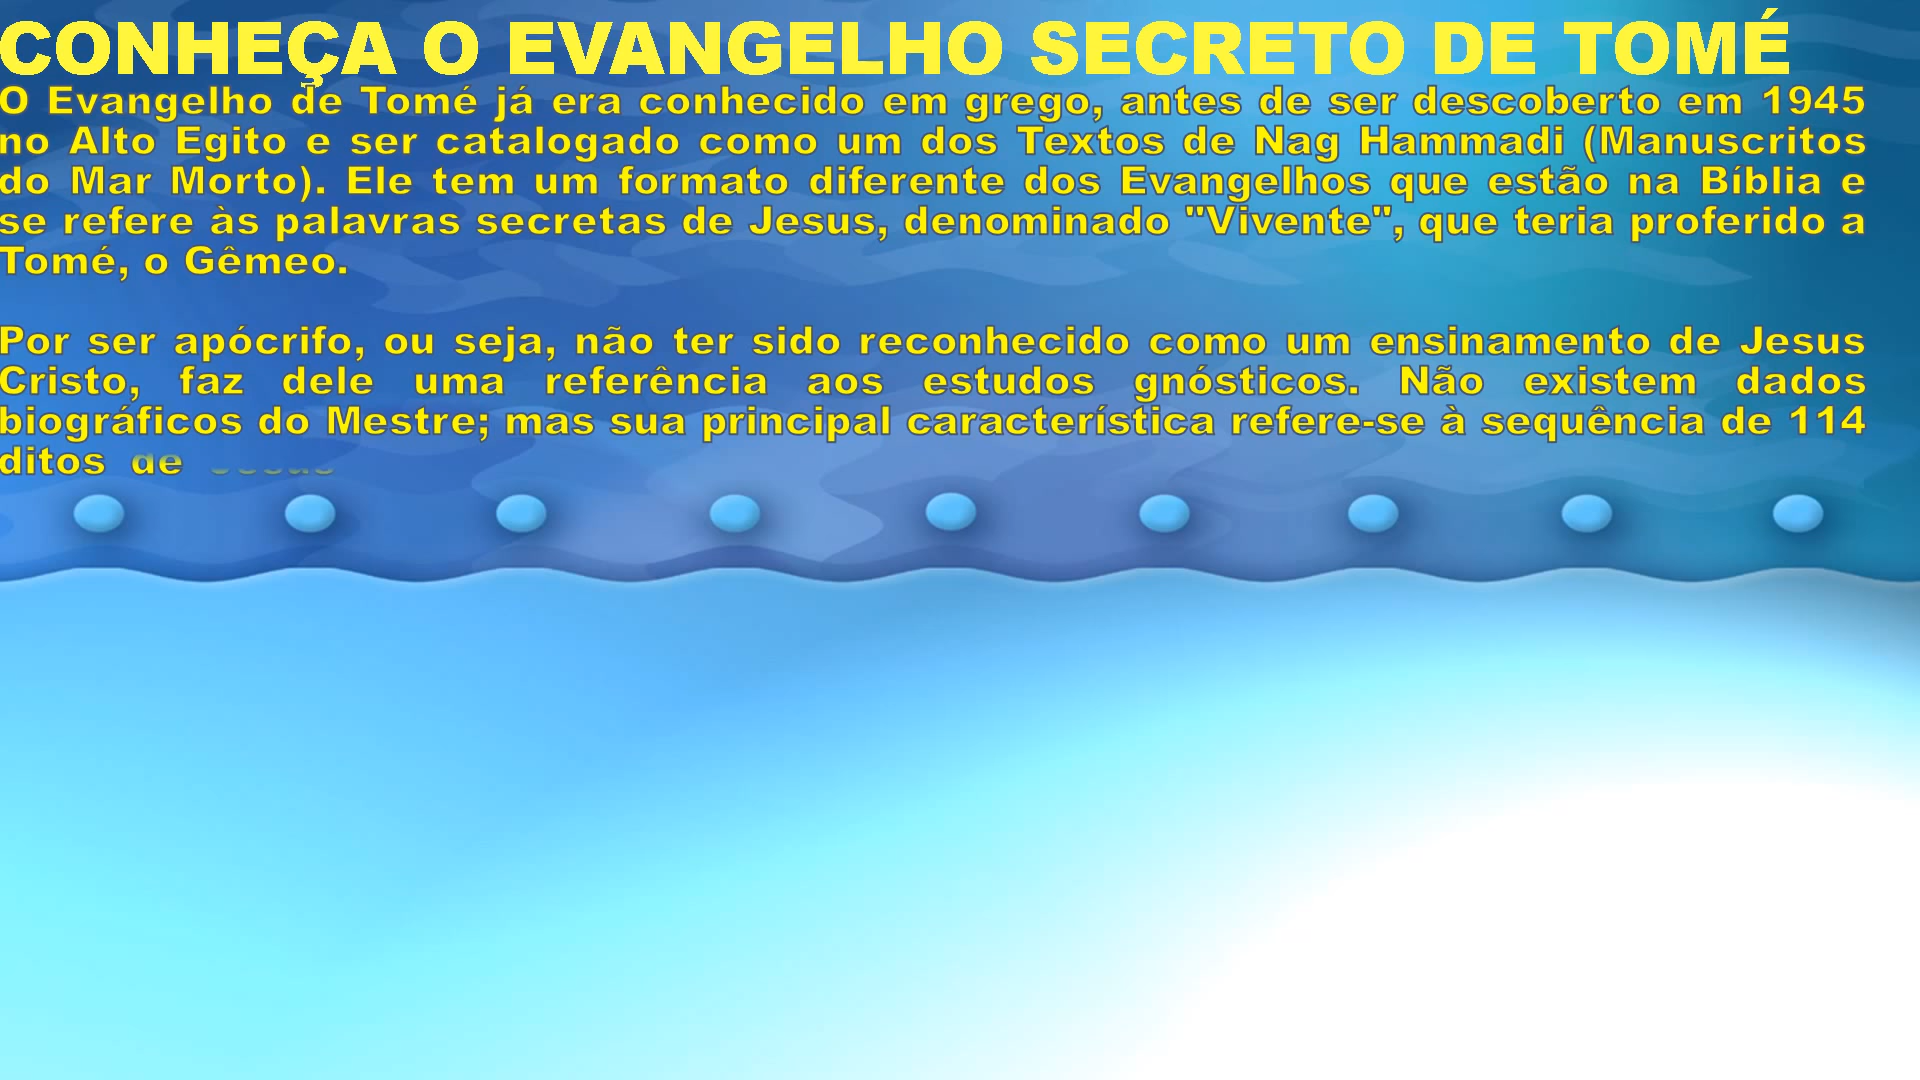 CONHEÇA O EVANGELHO SECRETO DE TOMÉ
O Evangelho de Tomé já era conhecido em grego, antes de ser descoberto em 1945
no Alto Egito e ser catalogado como um dos Textos de Nag Hammadi (Manuscritos
do Mar Morto). Ele tem um formato diferente dos Evangelhos que estão na Bíblia e
se refere às palavras secretas de Jesus, denominado "Vivente", que teria proferido a
Tomé, o Gêmeo.
Por ser apócrifo, ou seja, não ter sido reconhecido como um ensinamento de Jesus
Cristo, faz dele uma referência aos estudos gnósticos. Não existem dados
biográficos do Mestre; mas sua principal característica refere-se à sequência de 114
ditos de